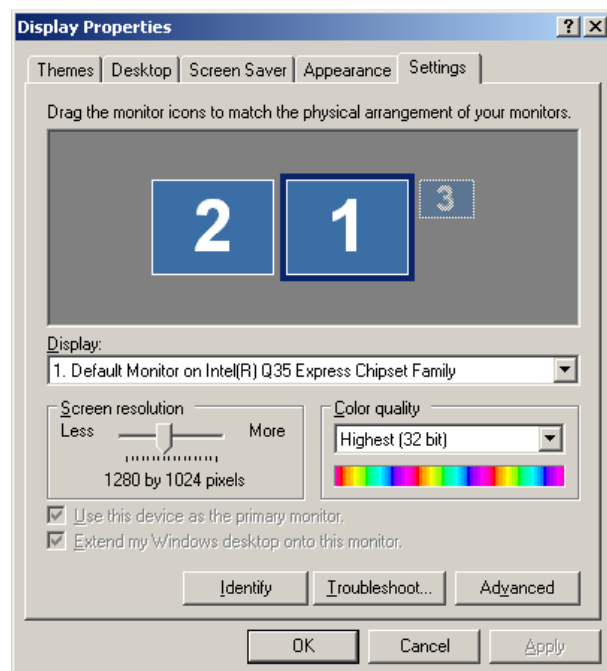 Display Properties
Themes Desktop Screen Saver Appearance Settings
Drag the monitor icons to match the physical arrangement of your monitors.
2 1 3
Display:
1. Default Monitor on Intel(R) Q35 Express Chipset Family
Screen resolution Color quality
Less More Highest (32 bit)
1280 by 1024 pixels
Use this device as the primary monitor.
Extend my Windows desktop onto this monitor.
Identify Troubleshoot... Advanced
OK Cancel Apply